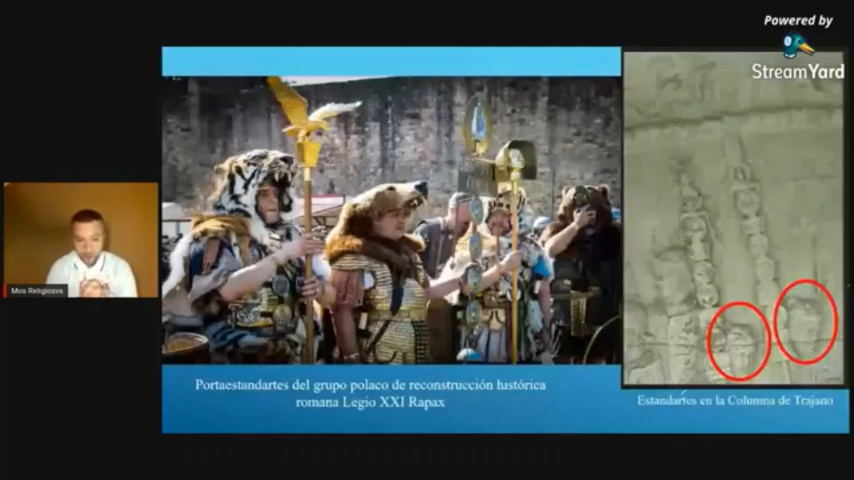 Powered by
StreamYard
Mos Religiosvs
Portaestandartes del grupo polaco de reconstrucción histórica
romana Legio XXI Rapax
Estandartes en la Columna de Trajano